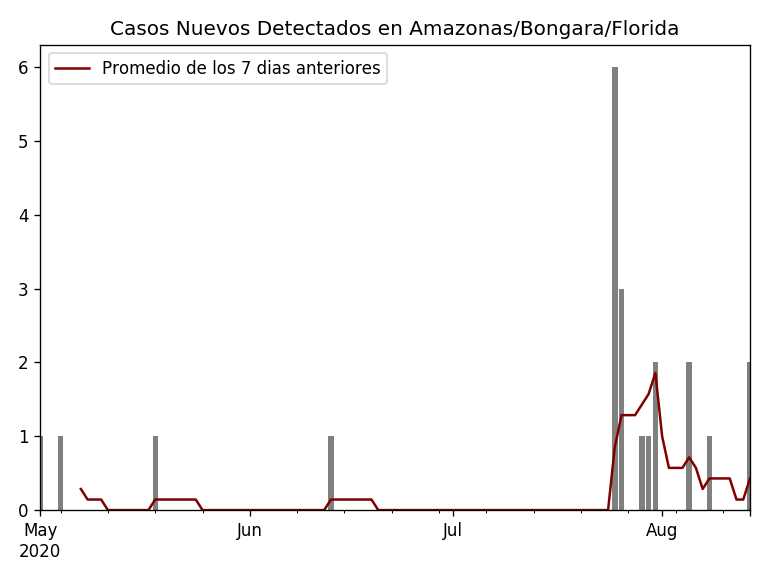 Casos Nuevos Detectados en Amazonas/Bongara/Florida
Promedio de los 7 dias anteriores
6
5
4
3
2
1
0
May Jun Jul Aug
2020